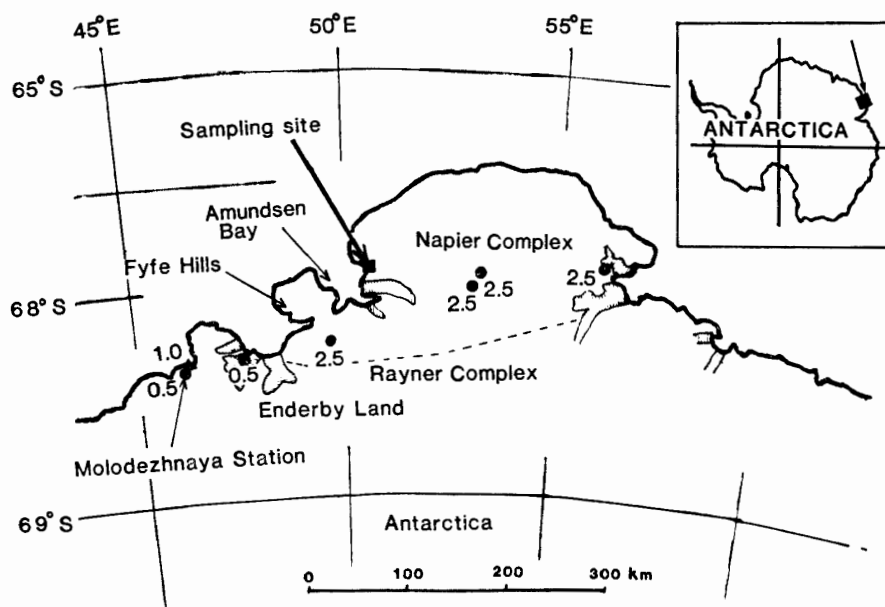 45°E
50°E
55°E
65°S
Sampling site
ANTARCTICA
Amundsen
Bay
Napier Complex
Fyfe Hills
2.5
2.5
2.5
68°S
1.0
0.5
0.5
2.5
Rayner Complex
Enderby Land
Molodezhnaya Station
69°S
Antarctica
0 100 200 300 km